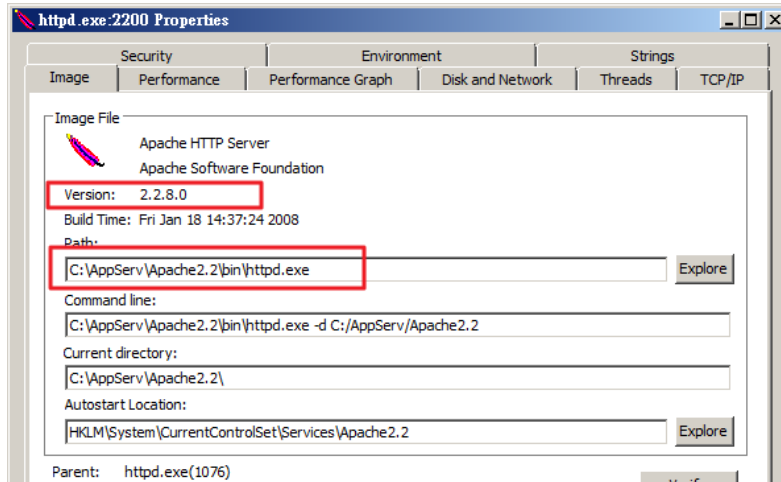 httpd.exe:2200 Properties
Security Environment Strings
Image Performance Performance Graph Disk and Network Threads TCP/IP
Image File
Apache HTTP Server
Apache Software Foundation
Version: 2.2.8.0
Build Time: Fri Jan 18 14:37:24 2008
Path:
C:\AppServ\Apache2.2\bin\httpd.exe Explore
Command line:
C:\AppServ\Apache2.2\bin\httpd.exe -d C:/AppServ/Apache2.2
Current directory:
C:\AppServ\Apache2.2\
Autostart Location:
HKLM\System\CurrentControlSet\Services\Apache2.2 Explore
Parent: httpd.exe(1076)